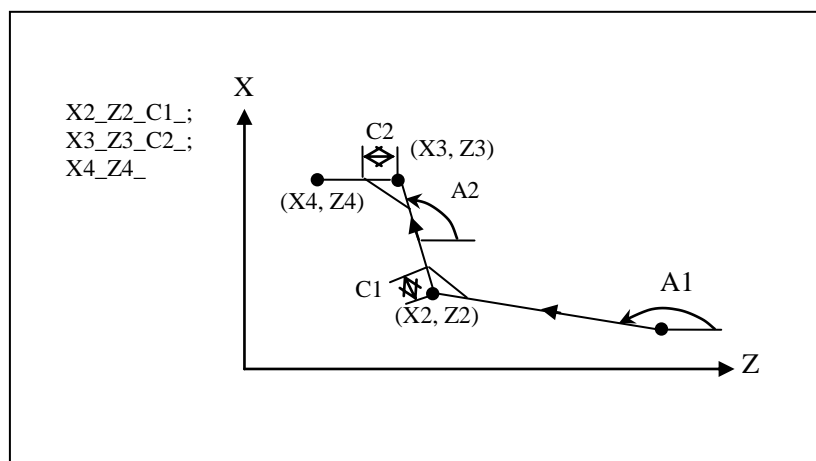 X
X2_Z2_C1_;
X3_Z3_C2_;
X4_Z4_
C2
(X3, Z3)
A2
(X4, Z4)
A1
C1
(X2, Z2)
Z